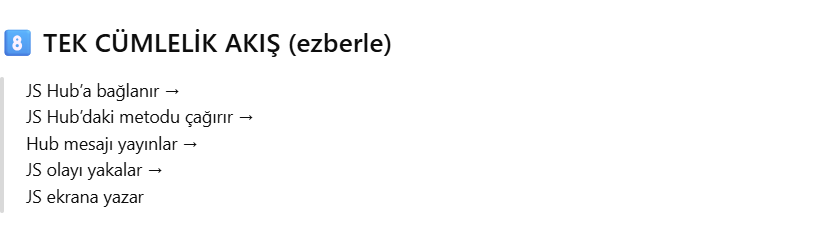 8 TEK CÜMLELİK AKIŞ (ezberle)
JS Hub’a bağlanır →
JS Hub’daki metodu çağırır →
Hub mesajı yayınlar →
JS olayı yakalar →
JS ekrana yazar